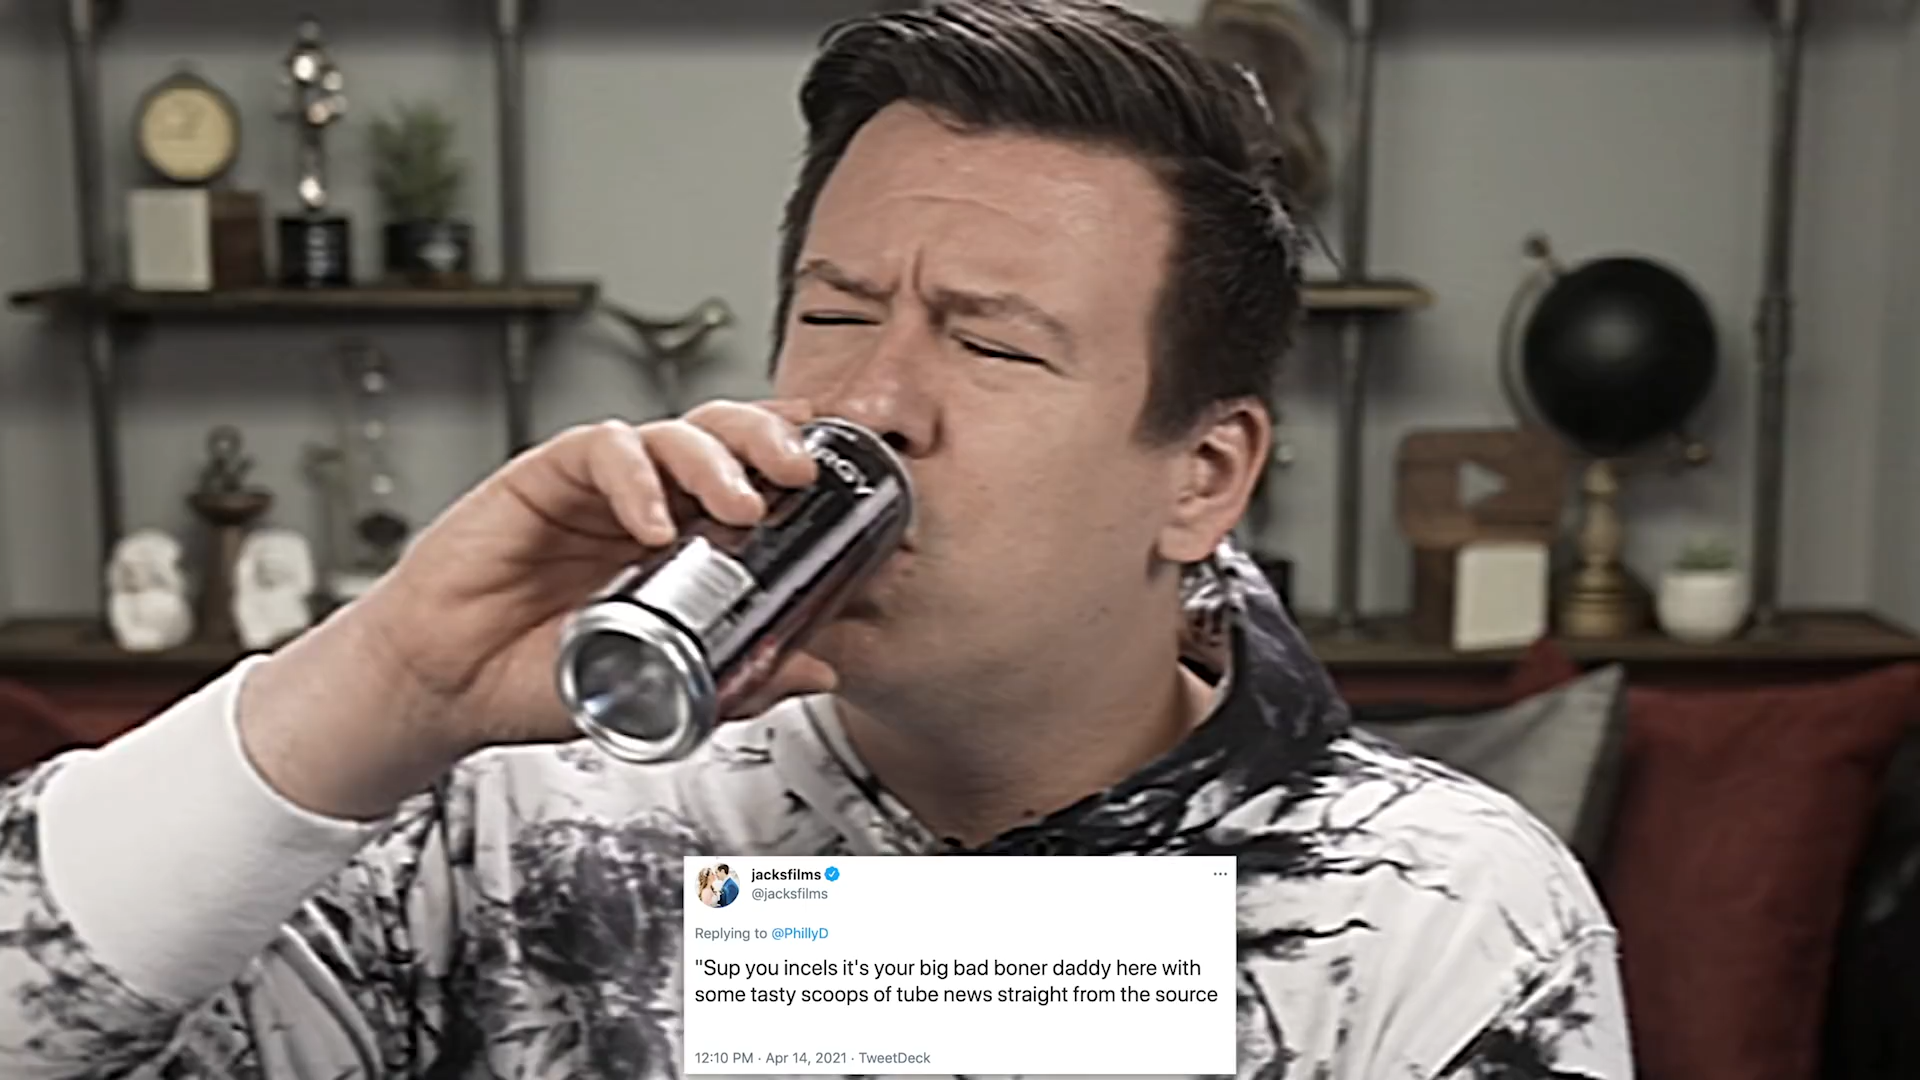 RGY
jacksfilms
@jacksfilms
Replying to @PhillyD
"Sup you incels it's your big bad boner daddy here with
some tasty scoops of tube news straight from the source
12:10 PM · Apr 14, 2021 · TweetDeck